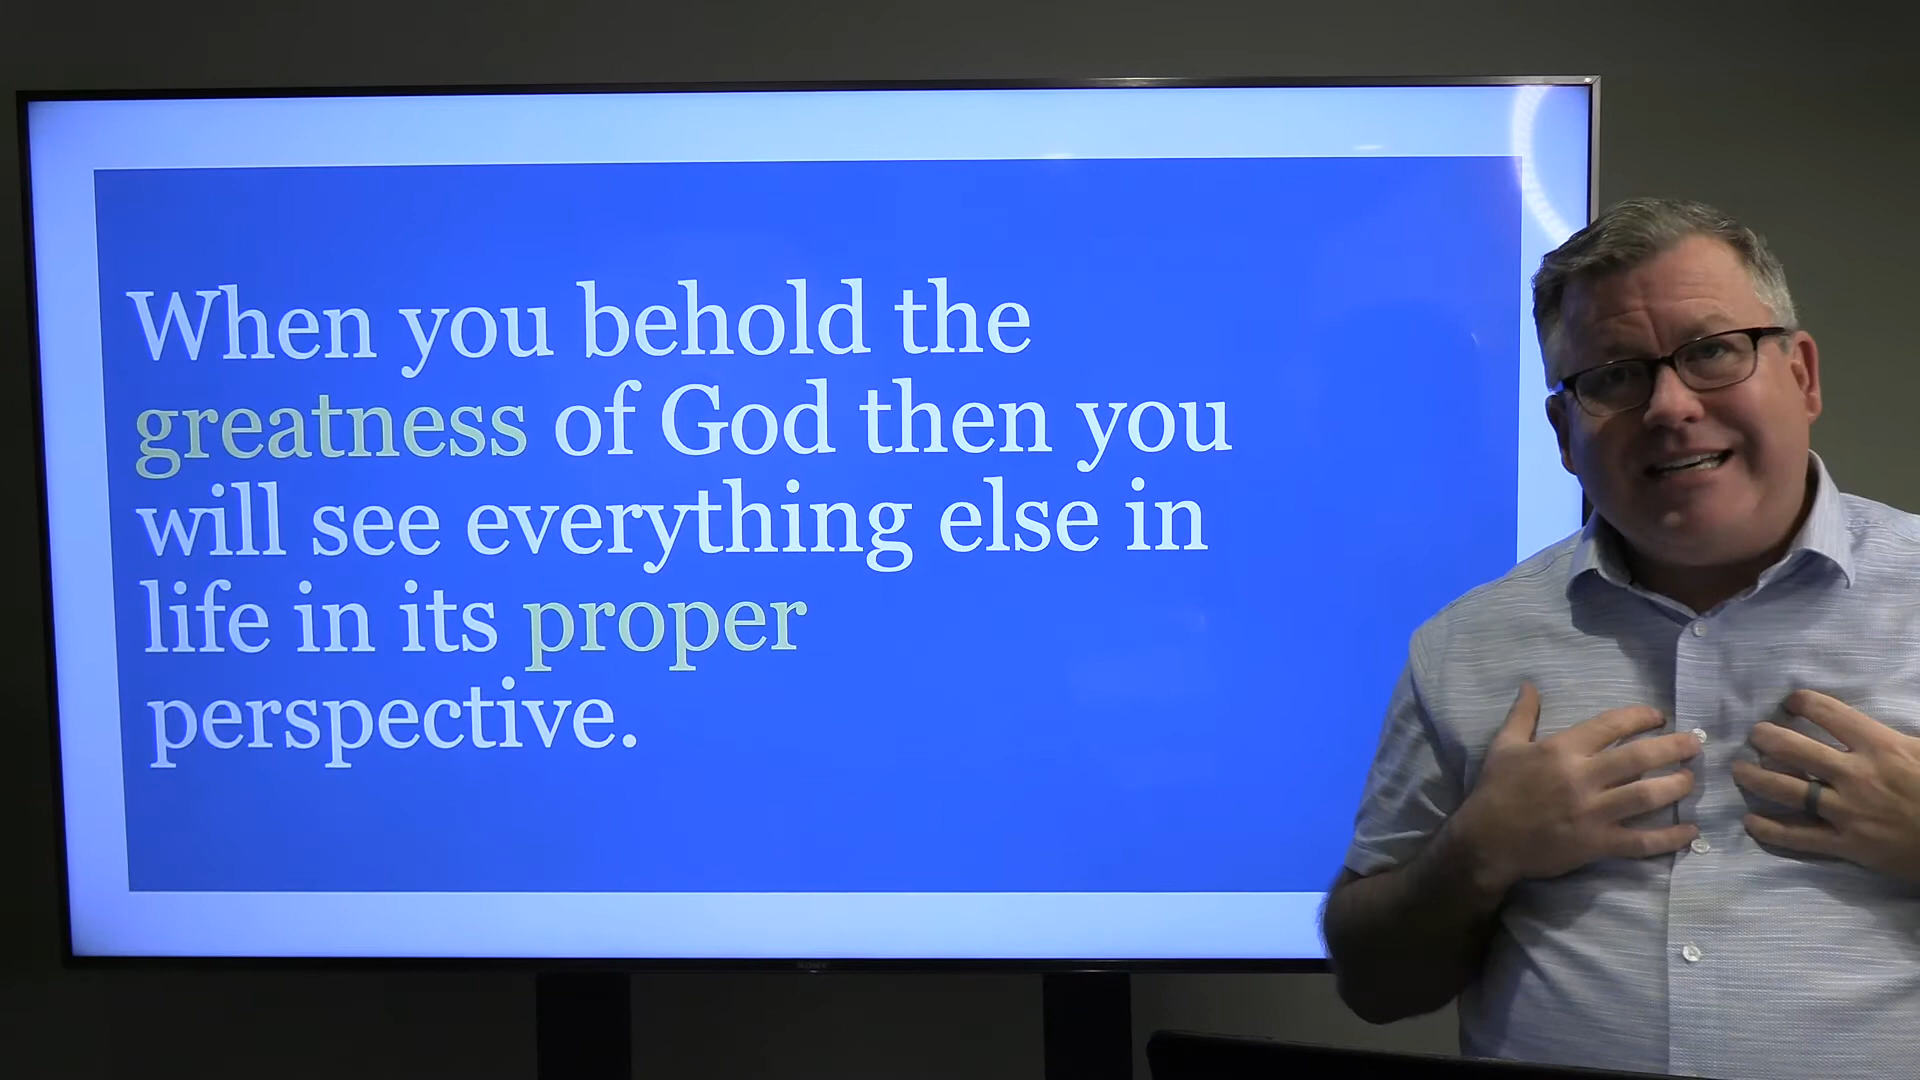 When you behold the
greatness of God then you
will see everything else in
life in its proper
perspective.
SONY